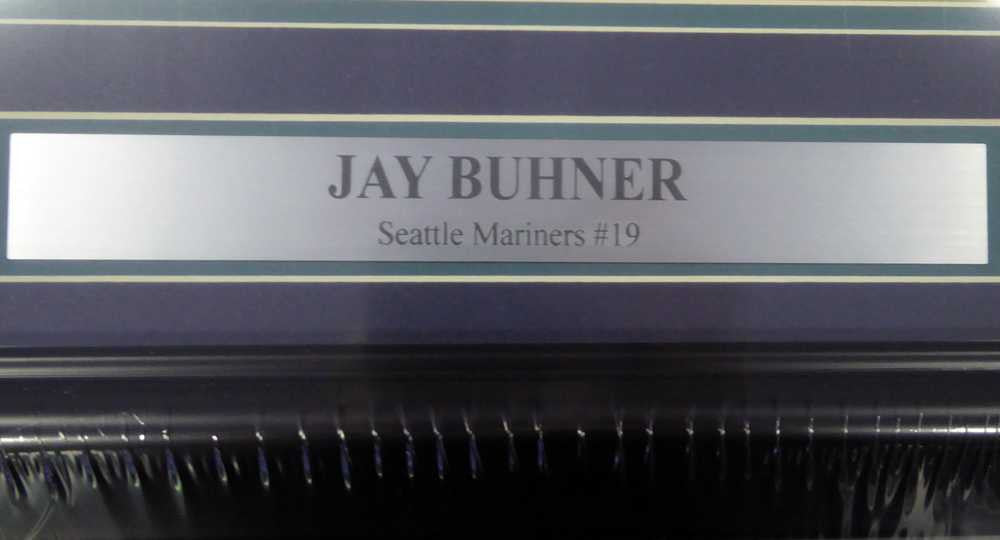 JAY BUHNER
Seattle Mariners #19